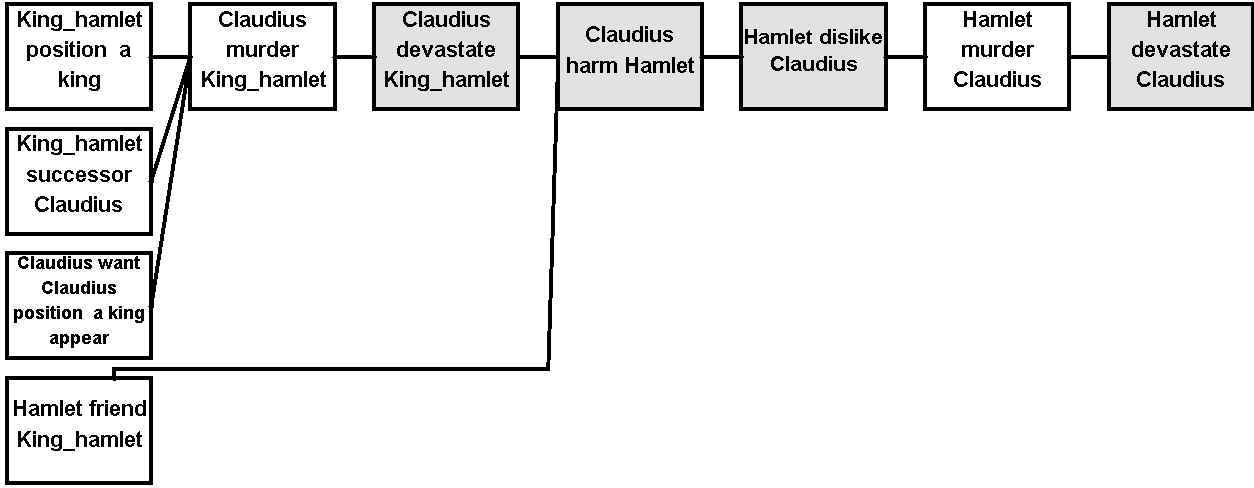 King_hamlet
position a
king
Claudius
murder
King_hamlet
Claudius
devastate
King_hamlet
Claudius
harm Hamlet
Hamlet dislike
Claudius
Hamlet
murder
Claudius
Hamlet
devastate
Claudius
King_hamlet
successor
Claudius
Claudius want
Claudius
position a king
appear
Hamlet friend
King_hamlet